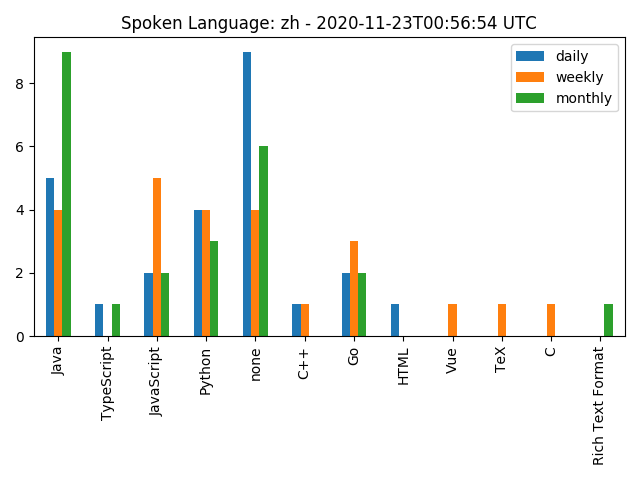 Spoken Language: zh - 2020-11-23T00:56:54 UTC
daily
weekly
monthly
8
6
4
2
0
Java
TypeScript
JavaScript
Python
none
C++
Go
HTML
Vue
TeX
C
Rich Text Format